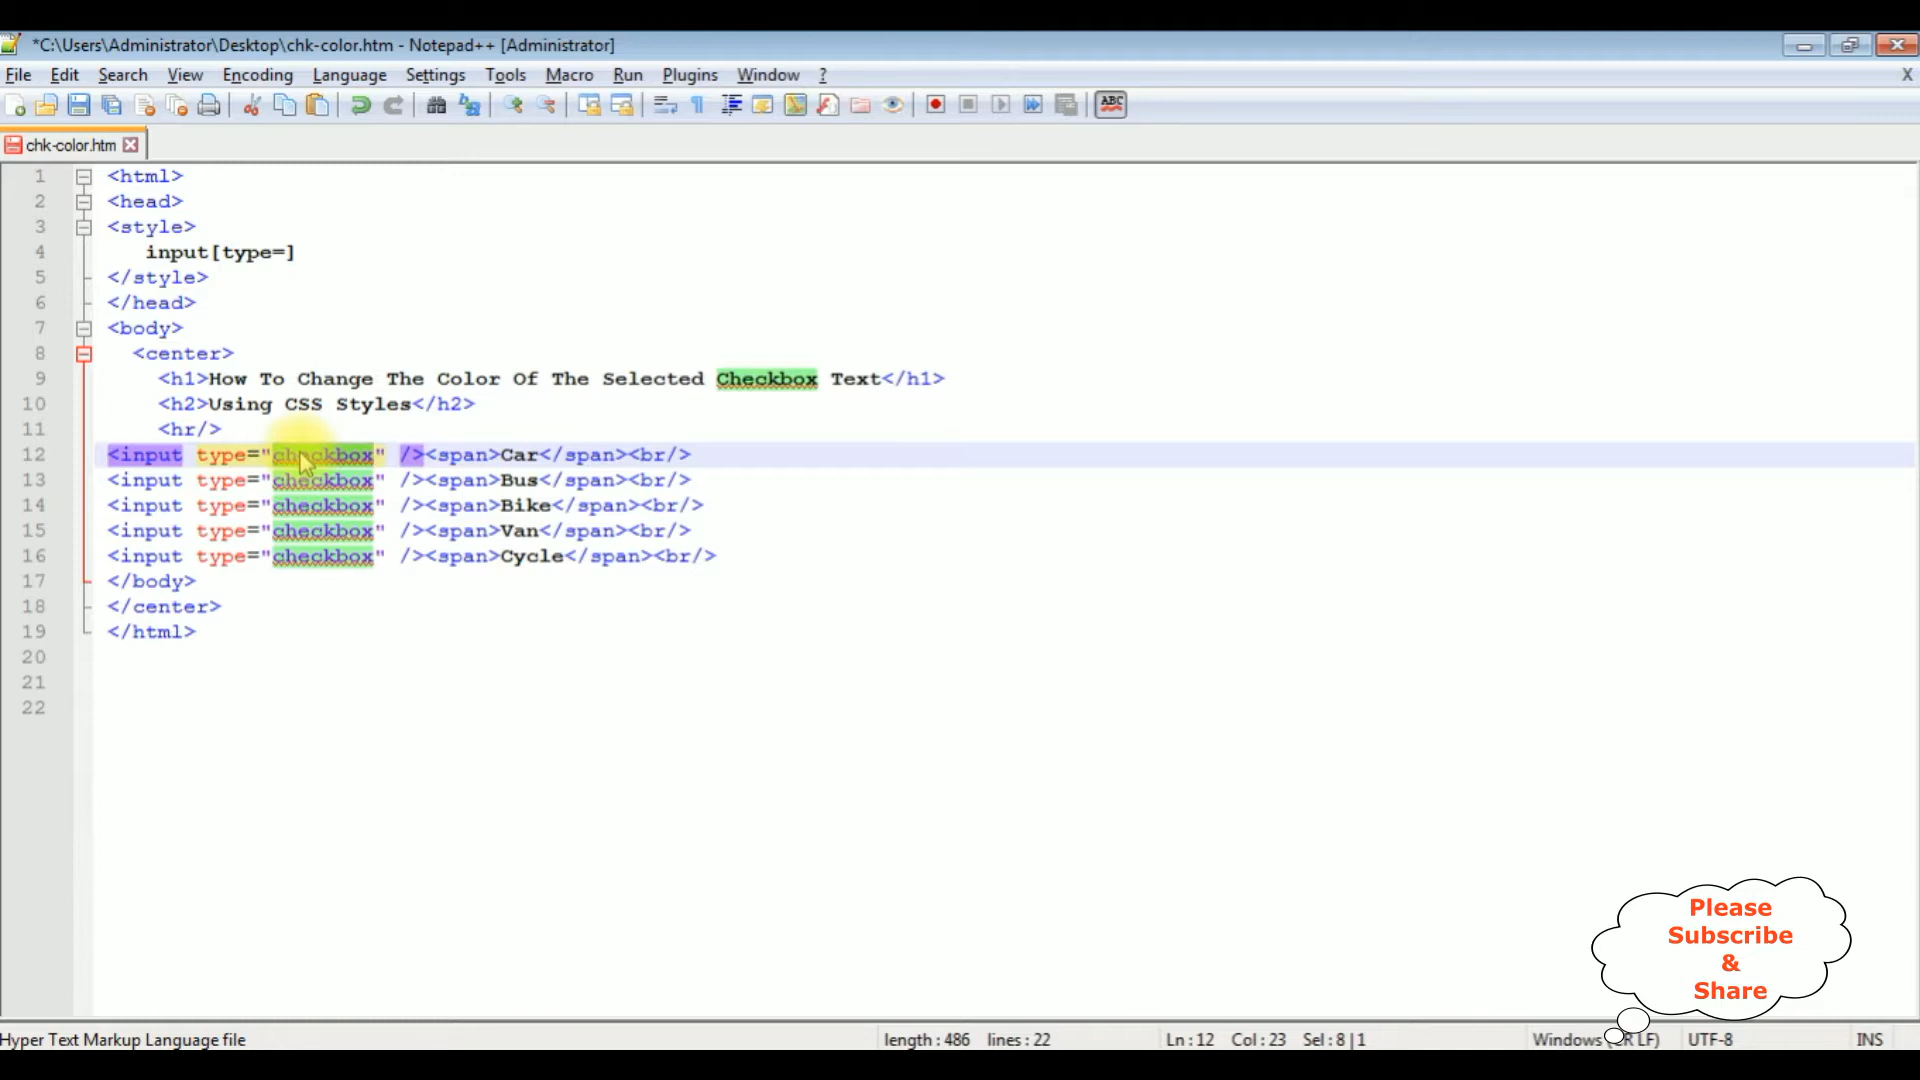 *C:\Users\Administrator\Desktop\chk-color.htm - Notepad++ [Administrator]
File Edit Search View Encoding Language Settings Tools Macro Run Plugins Window ? X
ABC
chk-color.htm
1 <html>
2 <head>
3 <style>
4 input[type=]
5 </style>
6 </head>
7 <body>
8 <center>
9 <h1>How To Change The Color Of The Selected Checkbox Text</h1>
10 <h2>Using CSS Styles</h2>
11 <hr/>
12 <input type="checkbox" /><span>Car</span><br/>
13 <input type="checkbox" /><span>Bus</span><br/>
14 <input type="checkbox" /><span>Bike</span><br/>
15 <input type="checkbox" /><span>Van</span><br/>
16 <input type="checkbox" /><span>Cycle</span><br/>
17 </body>
18 </center>
19 </html>
20
21
22
Please
Subscribe
&
Share
Hyper Text Markup Language file length : 486 lines : 22 Ln : 12 Col : 23 Sel : 8 | 1 Windows (CR LF) UTF-8 INS